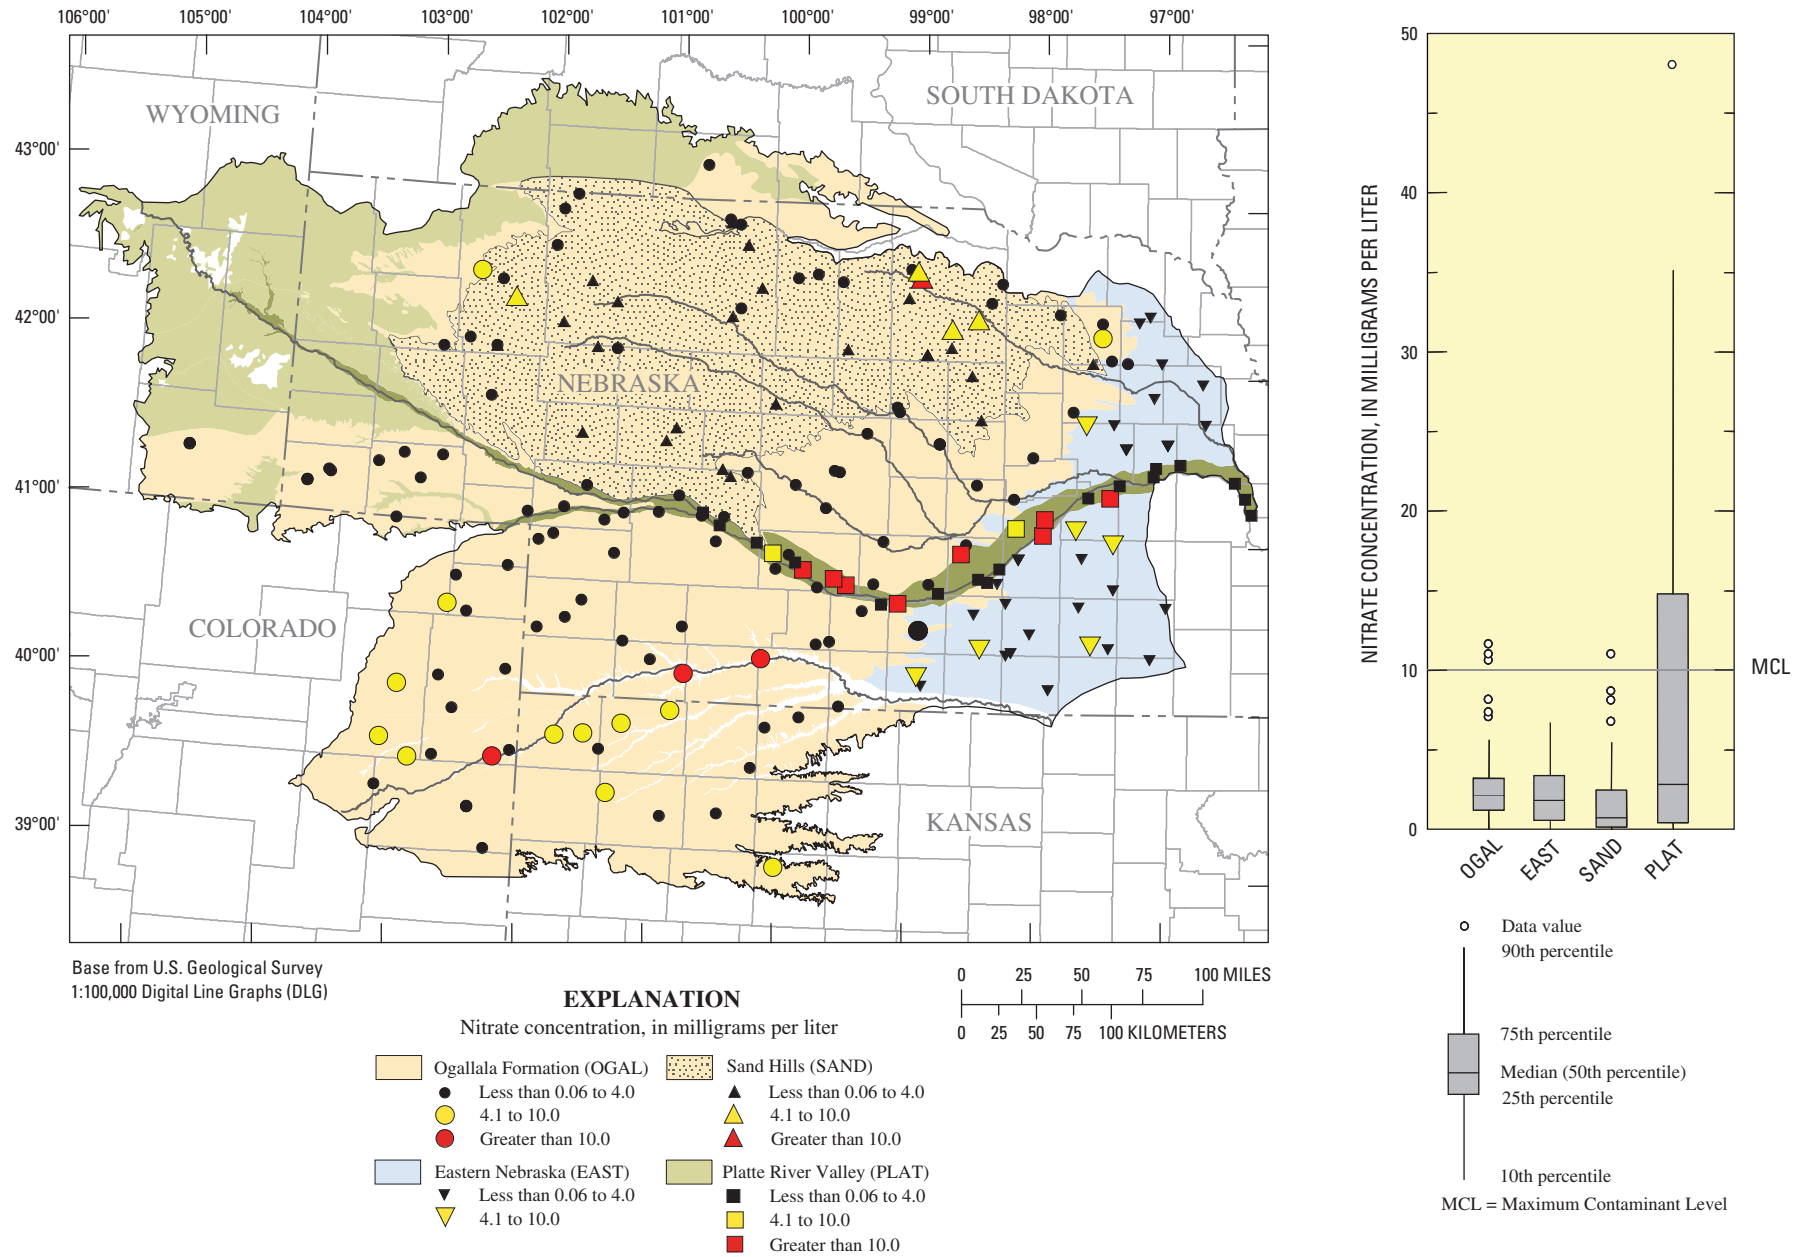 106°00' 105°00' 104°00' 103°00' 102°00' 101°00' 100°00' 99°00' 98°00' 97°00'
43°00'
42°00'
41°00'
40°00'
39°00'
WYOMING
SOUTH DAKOTA
NEBRASKA
COLORADO
KANSAS
Base from U.S. Geological Survey
1:100,000 Digital Line Graphs (DLG)
0 25 50 75 100 MILES
0 25 50 75 100 KILOMETERS
EXPLANATION
Nitrate concentration, in milligrams per liter
Ogallala Formation (OGAL)
Less than 0.06 to 4.0
4.1 to 10.0
Greater than 10.0
Eastern Nebraska (EAST)
Less than 0.06 to 4.0
4.1 to 10.0
Sand Hills (SAND)
Less than 0.06 to 4.0
4.1 to 10.0
Greater than 10.0
Platte River Valley (PLAT)
Less than 0.06 to 4.0
4.1 to 10.0
Greater than 10.0
NITRATE CONCENTRATION, IN MILLIGRAMS PER LITER
50
40
30
20
10
0
MCL
OGAL EAST SAND PLAT
Data value
90th percentile
75th percentile
Median (50th percentile)
25th percentile
10th percentile
MCL = Maximum Contaminant Level